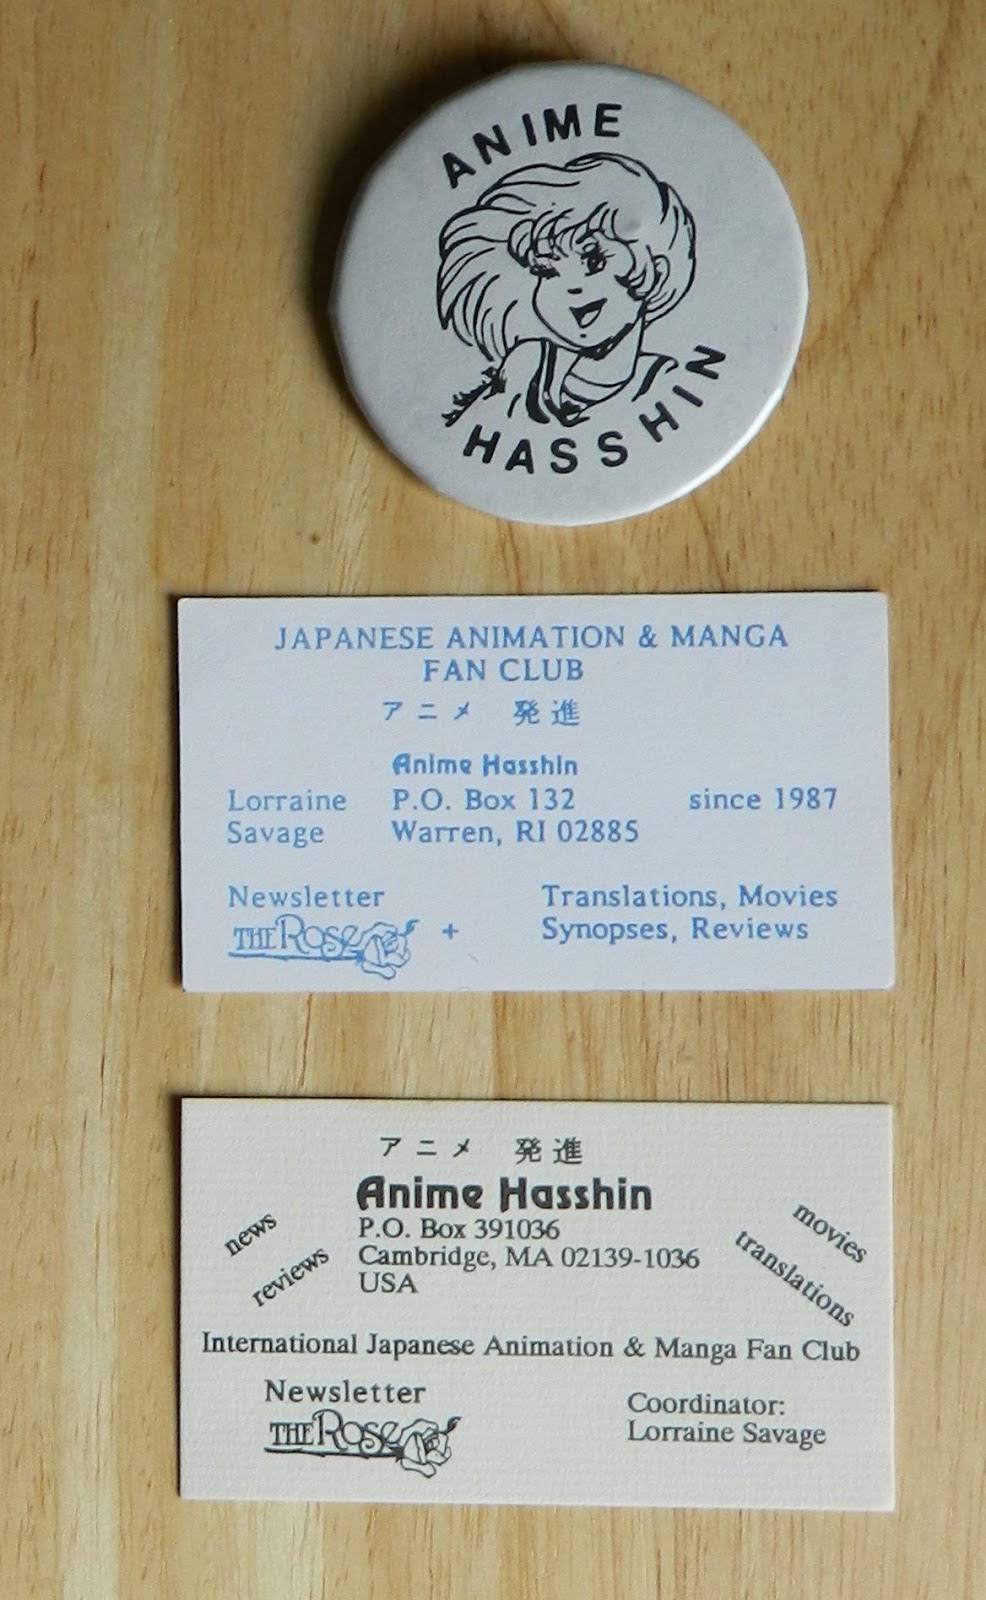 ANIME
HASSHIN
JAPANESE ANIMATION & MANGA
FAN CLUB
アニメ 発進
Anime Hasshin
Lorraine P.O. Box 132 since 1987
Savage Warren, RI 02885
Newsletter Translations, Movies
THE ROSE + Synopses, Reviews
アニメ 発進
Anime Hasshin
P.O. Box 391036
Cambridge, MA 02139-1036
USA
news
reviews
movies
translations
International Japanese Animation & Manga Fan Club
Newsletter
THE ROSE
Coordinator:
Lorraine Savage